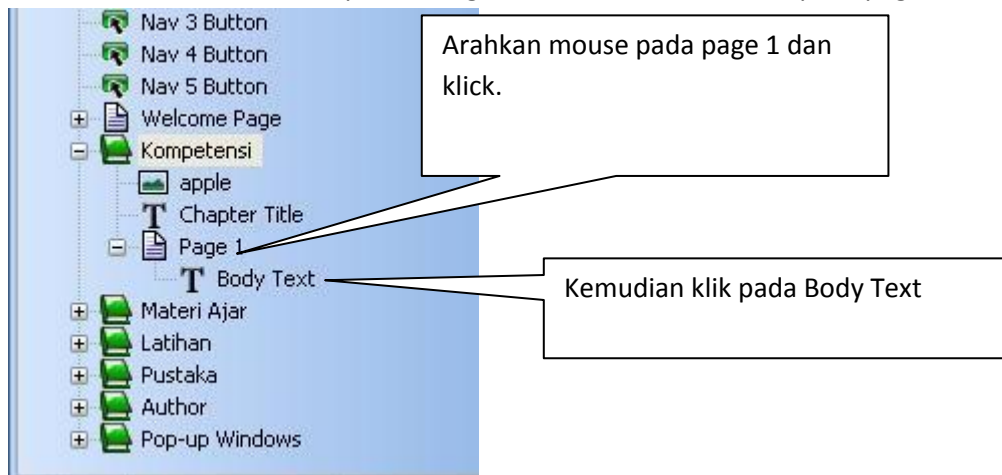 Nav 3 Button
Nav 4 Button
Nav 5 Button
Welcome Page
Kompetensi
apple
Chapter Title
Page 1
Body Text
Materi Ajar
Latihan
Pustaka
Author
Pop-up Windows
Arahkan mouse pada page 1 dan
klick.
Kemudian klik pada Body Text